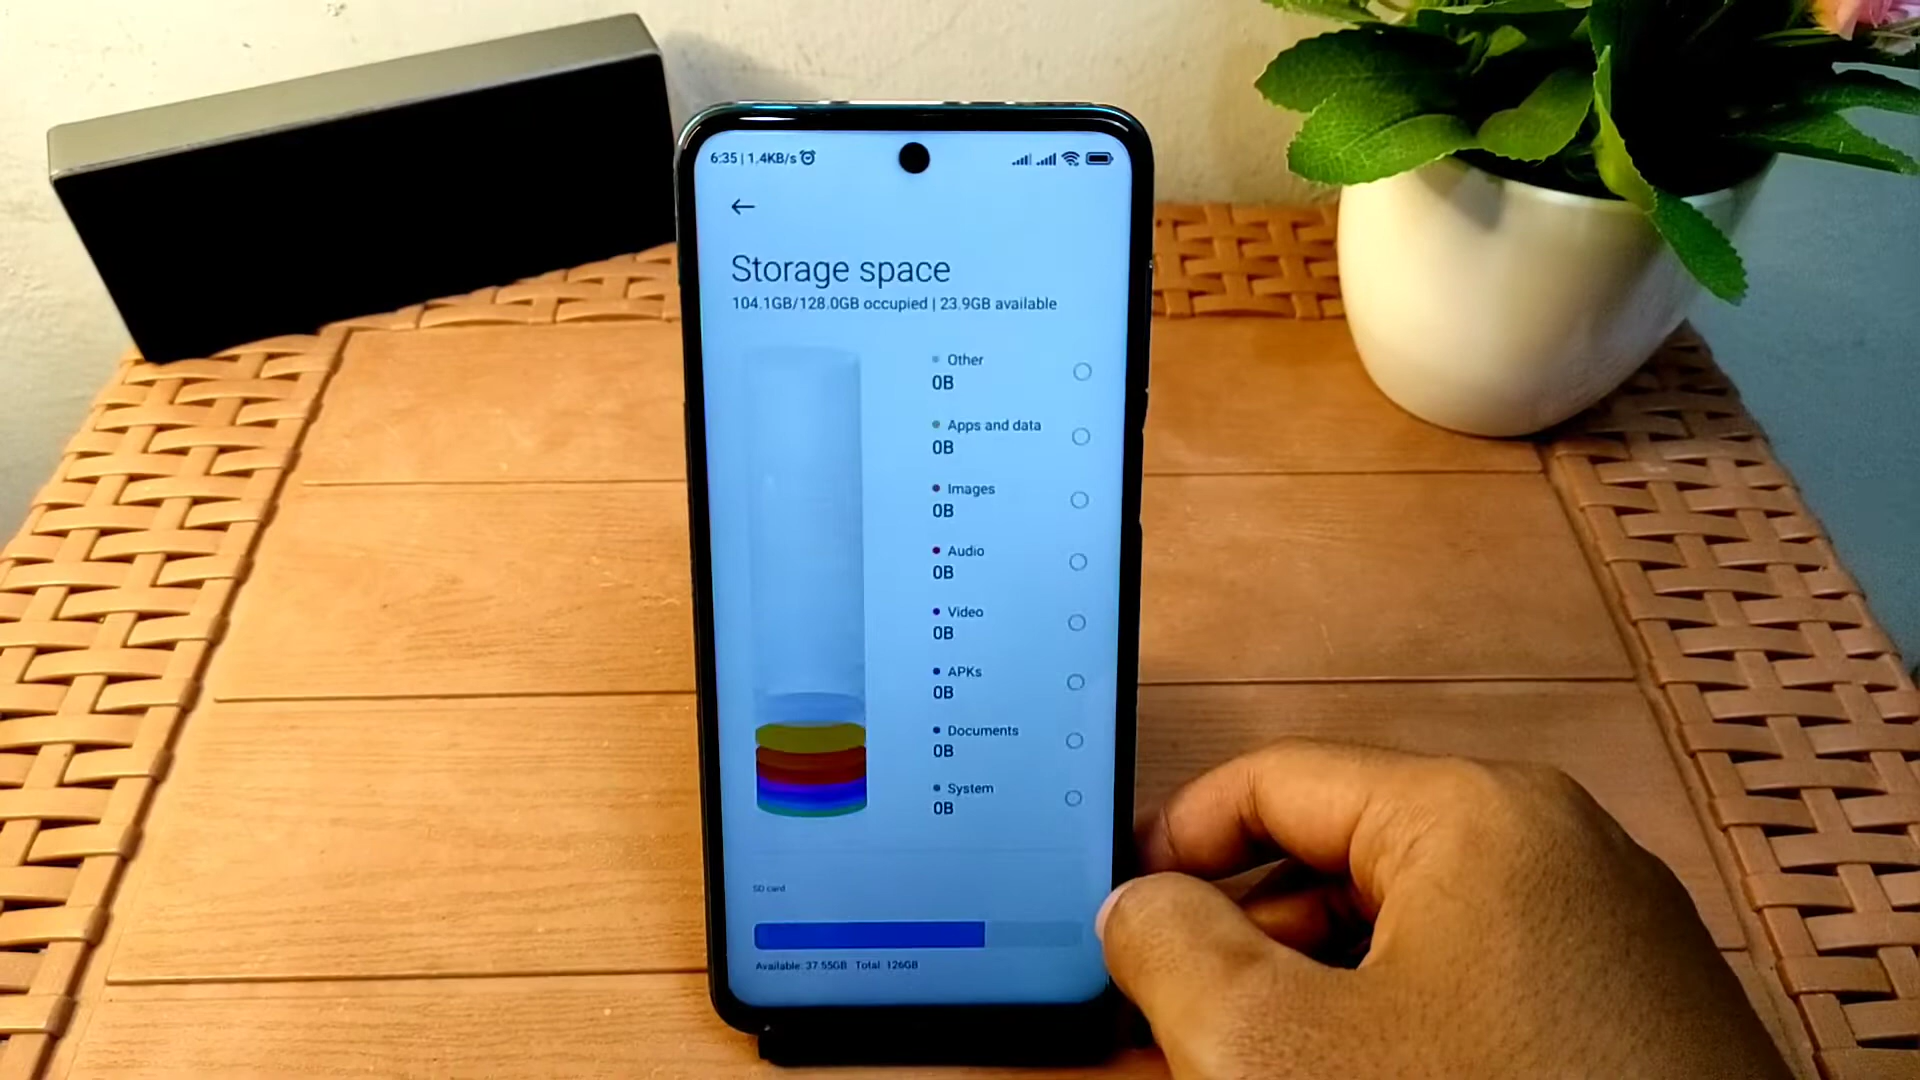 6:35 | 1.4KB/s
Storage space
104.1GB/128.0GB occupied | 23.9GB available
Other
0B
Apps and data
0B
Images
0B
Audio
0B
Video
0B
APKs
0B
Documents
0B
System
0B
SD card
Available: 37.55GB Total: 126GB